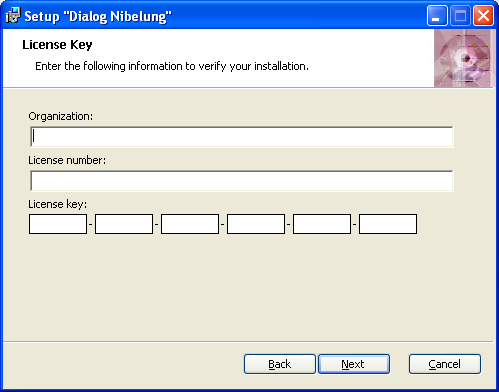 Setup "Dialog Nibelung"
License Key
Enter the following information to verify your installation.
Organization:
License number:
License key:
- - - - -
Back Next Cancel